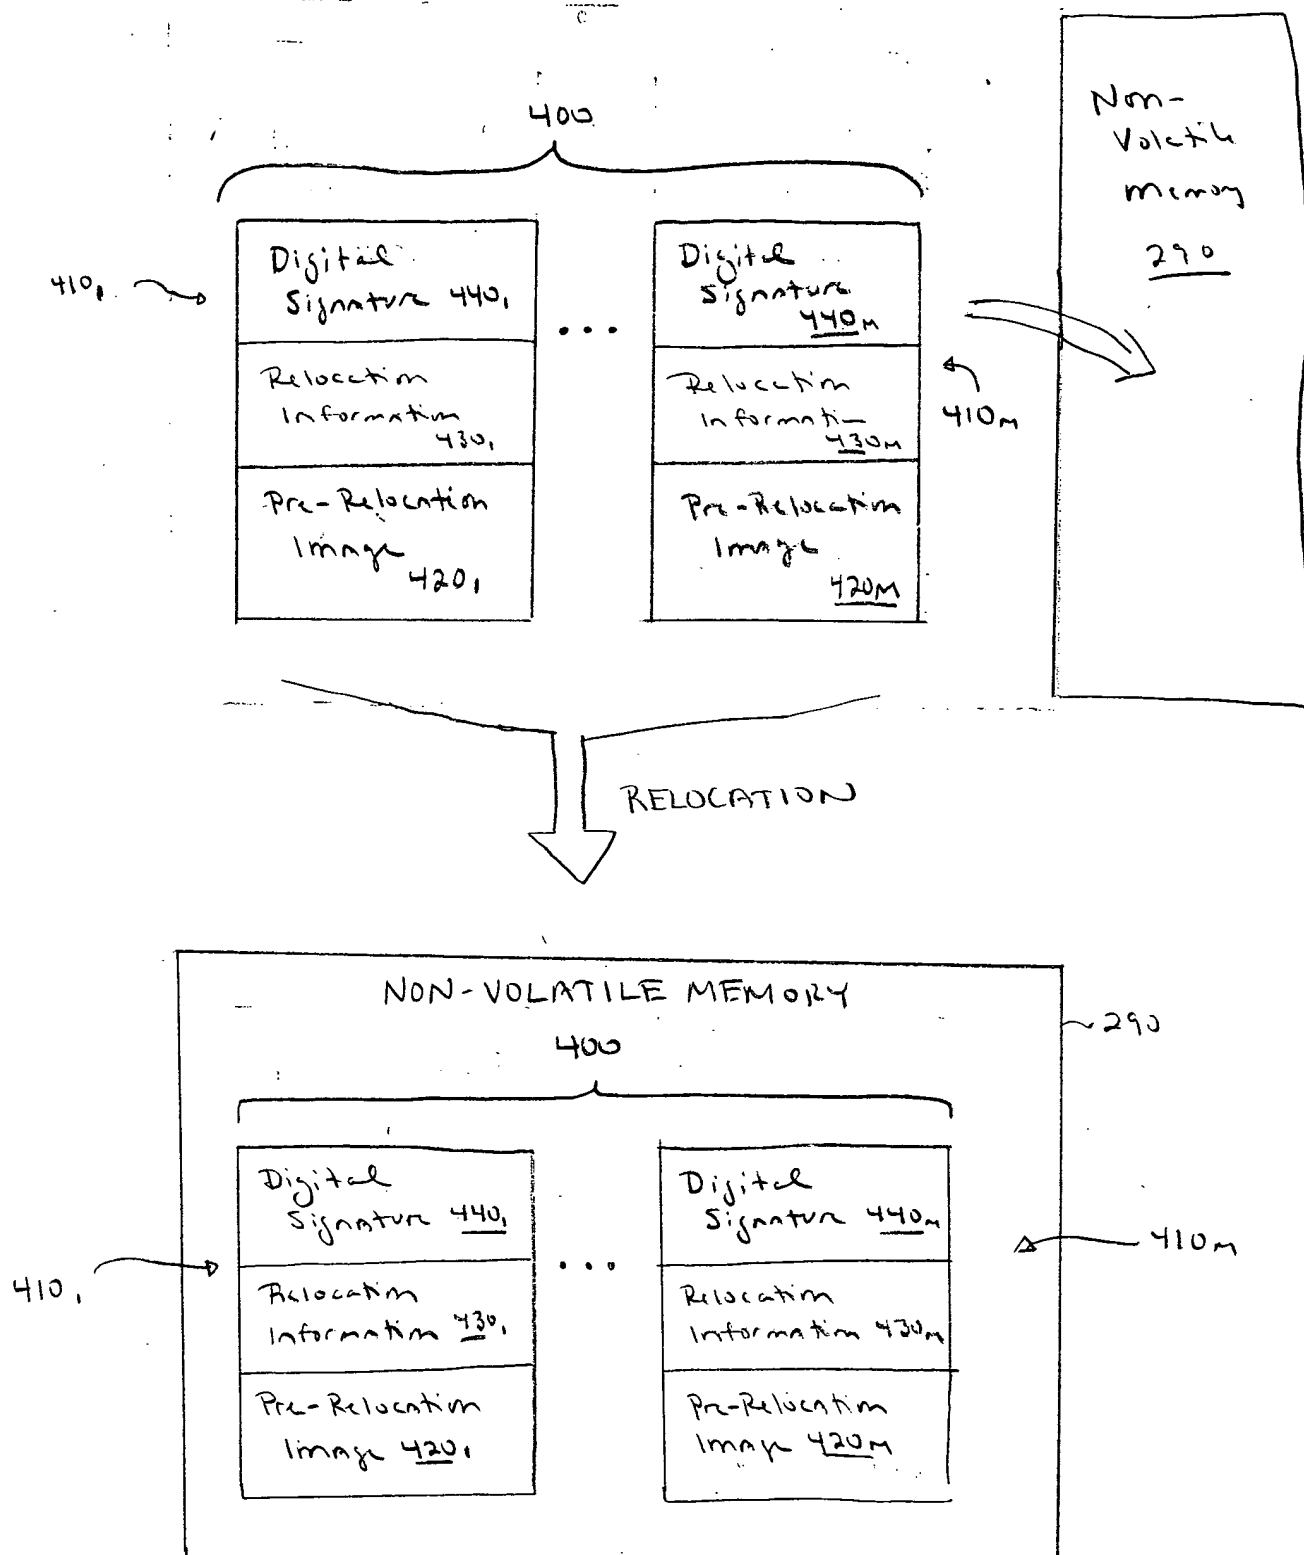 400
Non-
Volatile
Memory
290
410₁
Digital
Signature 440₁
Relocation
Information
430₁
Pre-Relocation
Image
420₁
...
Digital
Signature
440M
Relocation
Information
430M
Pre-Relocation
Image
420M
410M
RELOCATION
NON-VOLATILE MEMORY
290
400
410₁
Digital
Signature 440₁
Relocation
Information 430₁
Pre-Relocation
Image 420₁
...
Digital
Signature 440M
Relocation
Information 430M
Pre-Relocation
Image 420M
410M